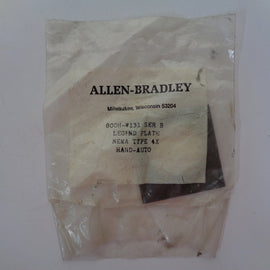 ALLEN-BRADLEY
Milwaukee, Wisconsin 53204
800H-W131 SER B
LEGEND PLATE
NEMA TYPE 4X
HAND-AUTO